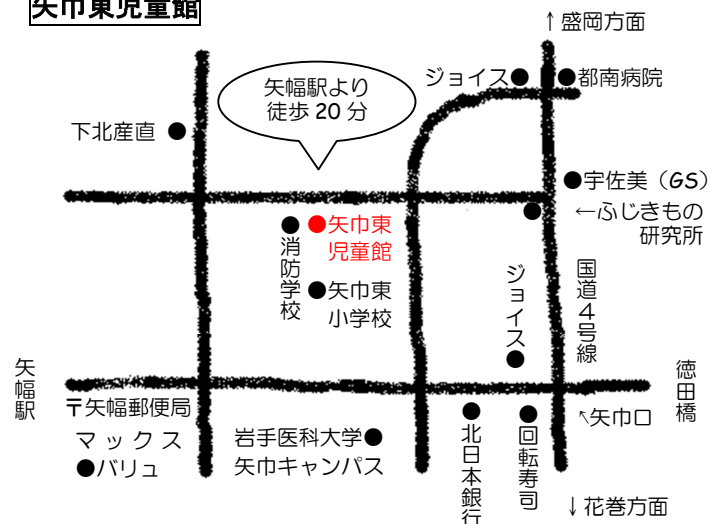 矢巾東児童館
↑盛岡方面
ジョイス●
●都南病院
矢幅駅より
徒歩20分
下北産直●
●宇佐美（GS）
●
←ふじきもの
研究所
●消防学校
●矢巾東
児童館
●矢巾東
小学校
ジョイス●
国道4号線
矢幅駅
徳田橋
〒矢幅郵便局
マックス
●バリュ
岩手医科大学●
矢巾キャンパス
●北日本銀行
●回転寿司
↖矢巾口
↓花巻方面